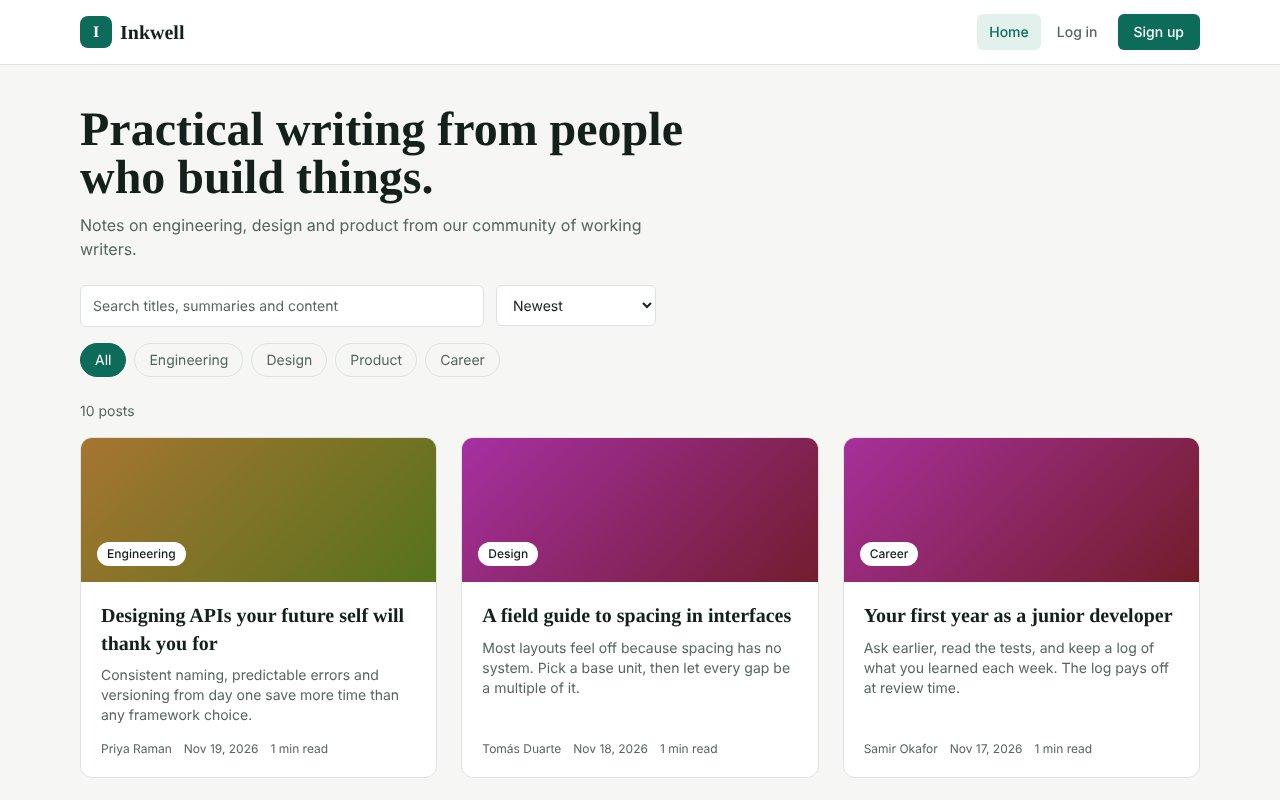 I Inkwell
Home Log in Sign up
Practical writing from people
who build things.
Notes on engineering, design and product from our community of working
writers.
Search titles, summaries and content
Newest
All Engineering Design Product Career
10 posts
Engineering
Designing APIs your future self will
thank you for
Consistent naming, predictable errors and
versioning from day one save more time than
any framework choice.
Priya Raman Nov 19, 2026 1 min read
Design
A field guide to spacing in interfaces
Most layouts feel off because spacing has no
system. Pick a base unit, then let every gap be
a multiple of it.
Tomás Duarte Nov 18, 2026 1 min read
Career
Your first year as a junior developer
Ask earlier, read the tests, and keep a log of
what you learned each week. The log pays off
at review time.
Samir Okafor Nov 17, 2026 1 min read